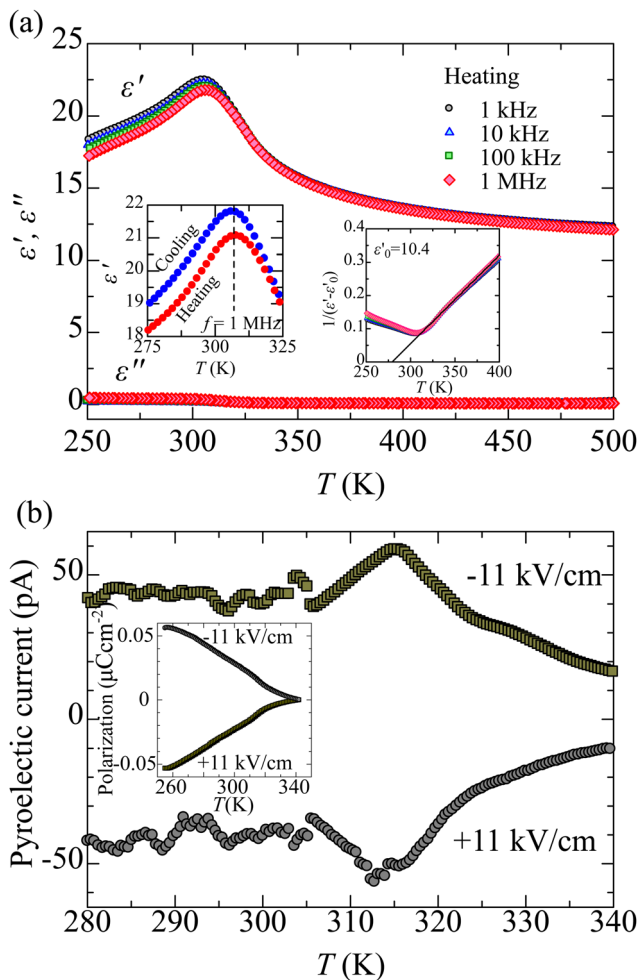 (a)
25
20
15
10
5
0
ε', ε''
ε'
ε''
Heating
1 kHz
10 kHz
100 kHz
1 MHz
22
21
20
19
18
ε'
Cooling
Heating
f = 1 MHz
275 300 325
T (K)
0.4
0.3
0.2
0.1
0
1/(ε'-ε'0)
ε'0=10.4
250 300 350 400
T (K)
250 300 350 400 450 500
T (K)
(b)
50
0
-50
Pyroelectic current (pA)
-11 kV/cm
+11 kV/cm
0.05
0
-0.05
Polarization (μCcm-2)
-11 kV/cm
+11 kV/cm
260 280 300 320 340
T(K)
280 290 300 310 320 330 340
T (K)